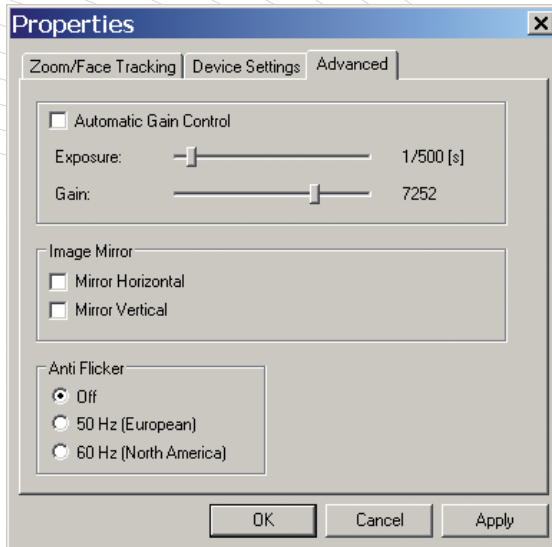 Properties
Zoom/Face Tracking Device Settings Advanced
Automatic Gain Control
Exposure: 1/500 [s]
Gain: 7252
Image Mirror
Mirror Horizontal
Mirror Vertical
Anti Flicker
Off
50 Hz (European)
60 Hz (North America)
OK Cancel Apply